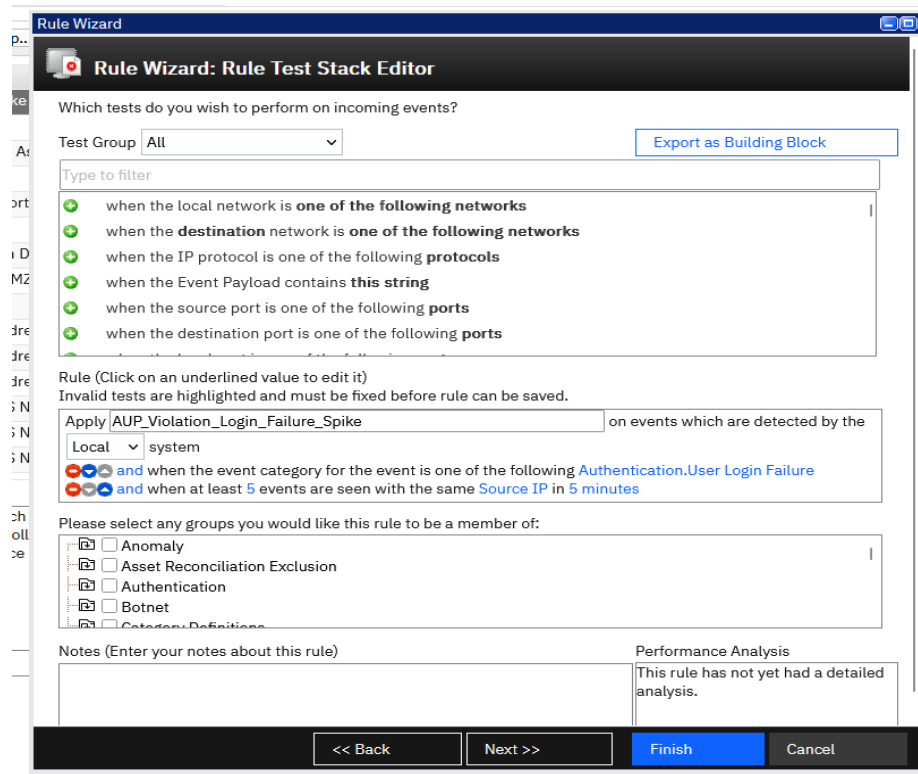 Rule Wizard
Rule Wizard: Rule Test Stack Editor
Which tests do you wish to perform on incoming events?
Test Group All
Export as Building Block
Type to filter
when the local network is one of the following networks
when the destination network is one of the following networks
when the IP protocol is one of the following protocols
when the Event Payload contains this string
when the source port is one of the following ports
when the destination port is one of the following ports
Rule (Click on an underlined value to edit it)
Invalid tests are highlighted and must be fixed before rule can be saved.
Apply AUP_Violation_Login_Failure_Spike on events which are detected by the
Local system
and when the event category for the event is one of the following Authentication.User Login Failure
and when at least 5 events are seen with the same Source IP in 5 minutes
Please select any groups you would like this rule to be a member of:
Anomaly
Asset Reconciliation Exclusion
Authentication
Botnet
Category Definitions
Notes (Enter your notes about this rule)
Performance Analysis
This rule has not yet had a detailed
analysis.
<< Back
Next >>
Finish
Cancel